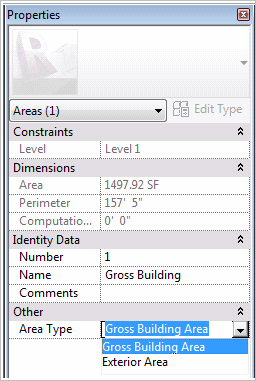 Properties
Areas (1)
Edit Type
Constraints
Level Level 1
Dimensions
Area 1497.92 SF
Perimeter 157' 5"
Computatio... 0' 0"
Identity Data
Number 1
Name Gross Building
Comments
Other
Area Type Gross Building Area
Gross Building Area
Exterior Area